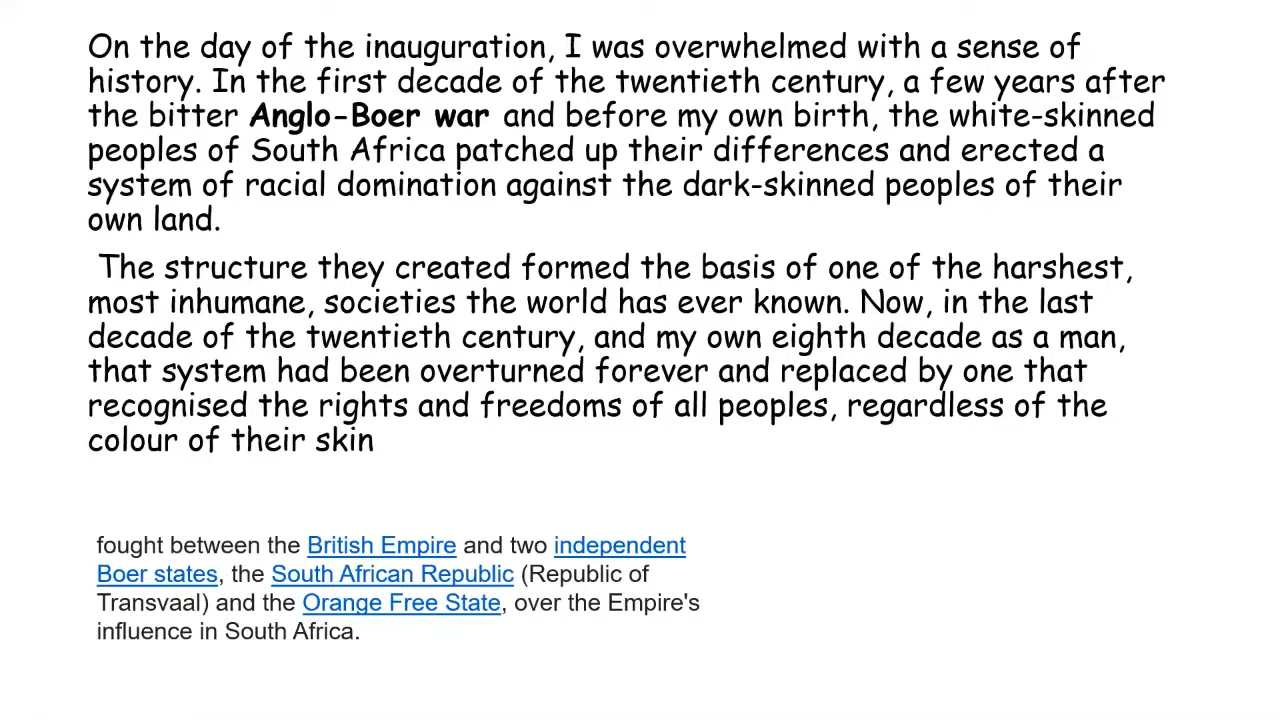 On the day of the inauguration, I was overwhelmed with a sense of
history. In the first decade of the twentieth century, a few years after
the bitter Anglo-Boer war and before my own birth, the white-skinned
peoples of South Africa patched up their differences and erected a
system of racial domination against the dark-skinned peoples of their
own land.
The structure they created formed the basis of one of the harshest,
most inhumane, societies the world has ever known. Now, in the last
decade of the twentieth century, and my own eighth decade as a man,
that system had been overturned forever and replaced by one that
recognised the rights and freedoms of all peoples, regardless of the
colour of their skin
fought between the British Empire and two independent
Boer states, the South African Republic (Republic of
Transvaal) and the Orange Free State, over the Empire's
influence in South Africa.